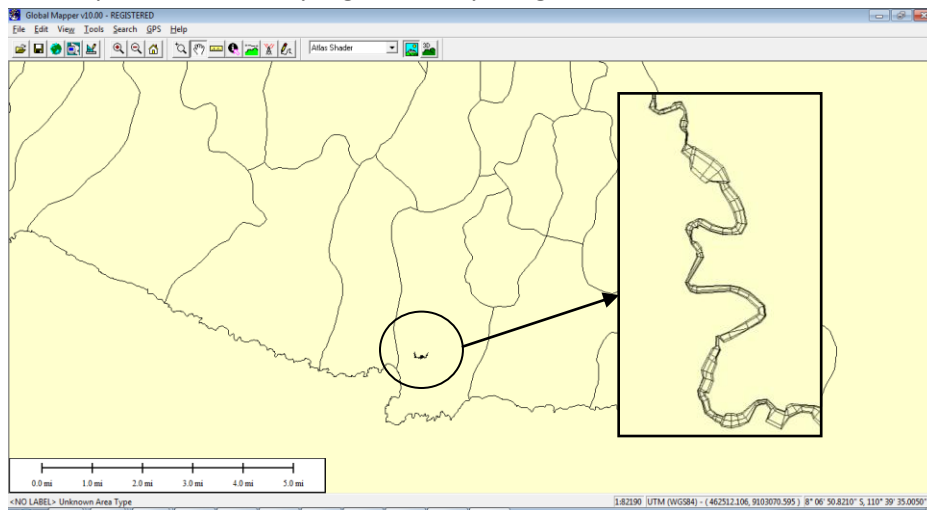 Global Mapper v10.00 - REGISTERED
File Edit View Tools Search GPS Help
Atlas Shader
3D
0.0 mi 1.0 mi 2.0 mi 3.0 mi 4.0 mi 5.0 mi
<NO LABEL> Unknown Area Type
1:82190 UTM (WGS84) - ( 462512.106, 9103070.595 ) 8° 06' 50.8210" S, 110° 39' 35.0050"